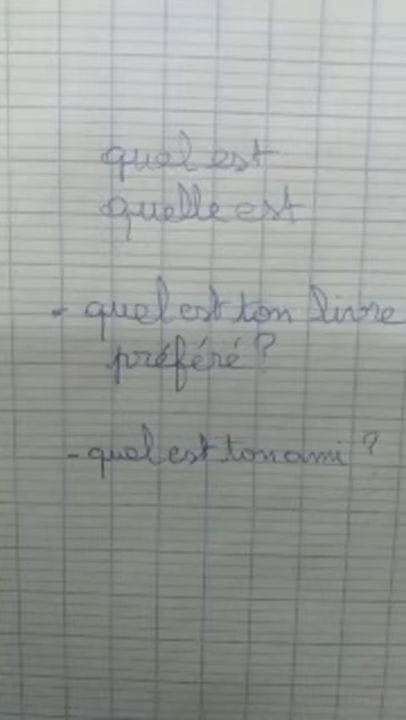 quel est
quelle est
- quel est ton livre
préféré ?
- quel est ton ami ?